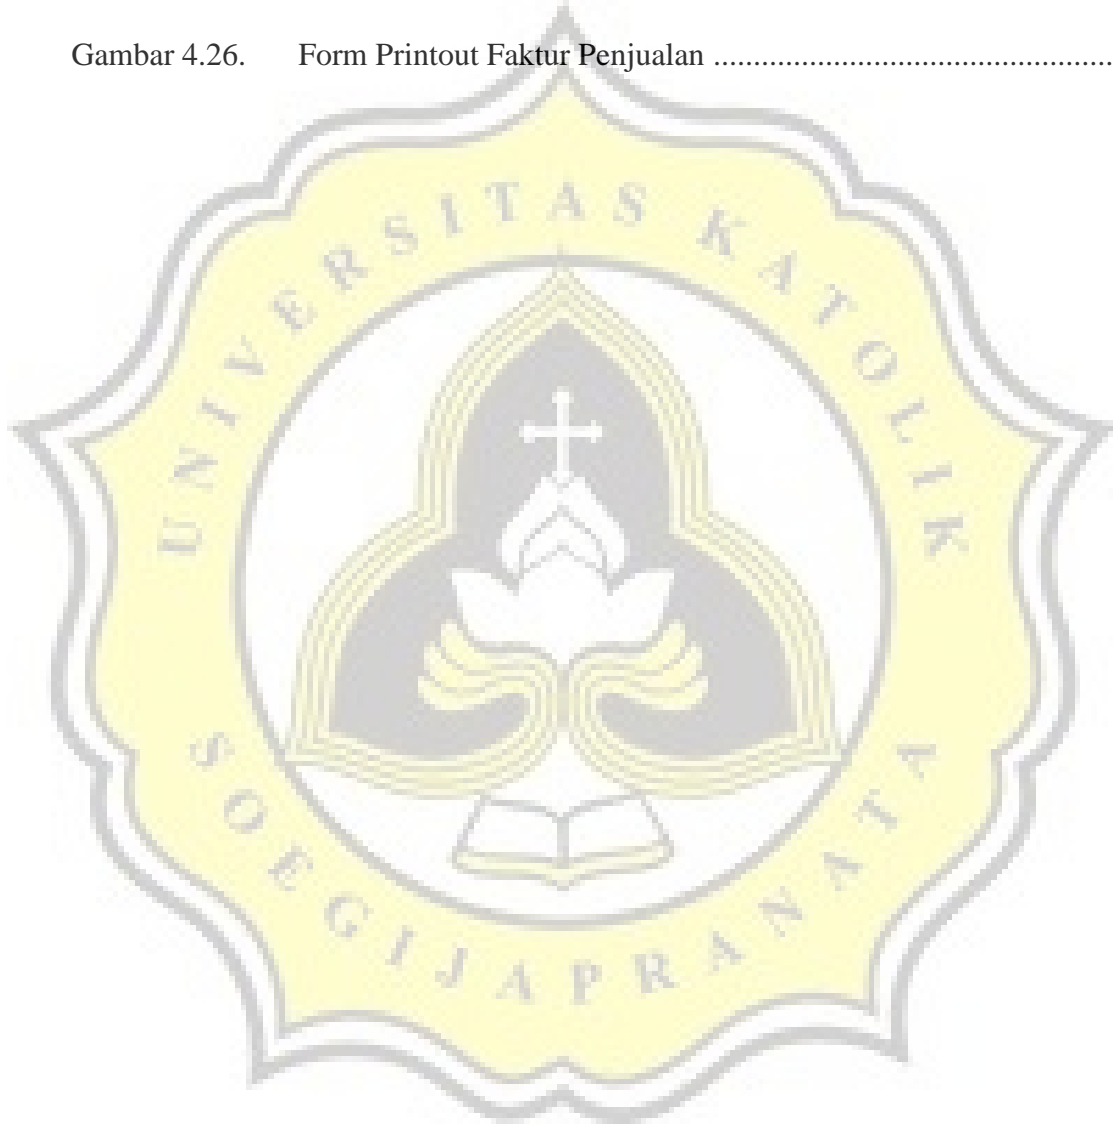 Gambar 4.26. Form Printout Faktur Penjualan ..................................................
UNIVERSITAS KATOLIK
SOEGIJAPRANATA